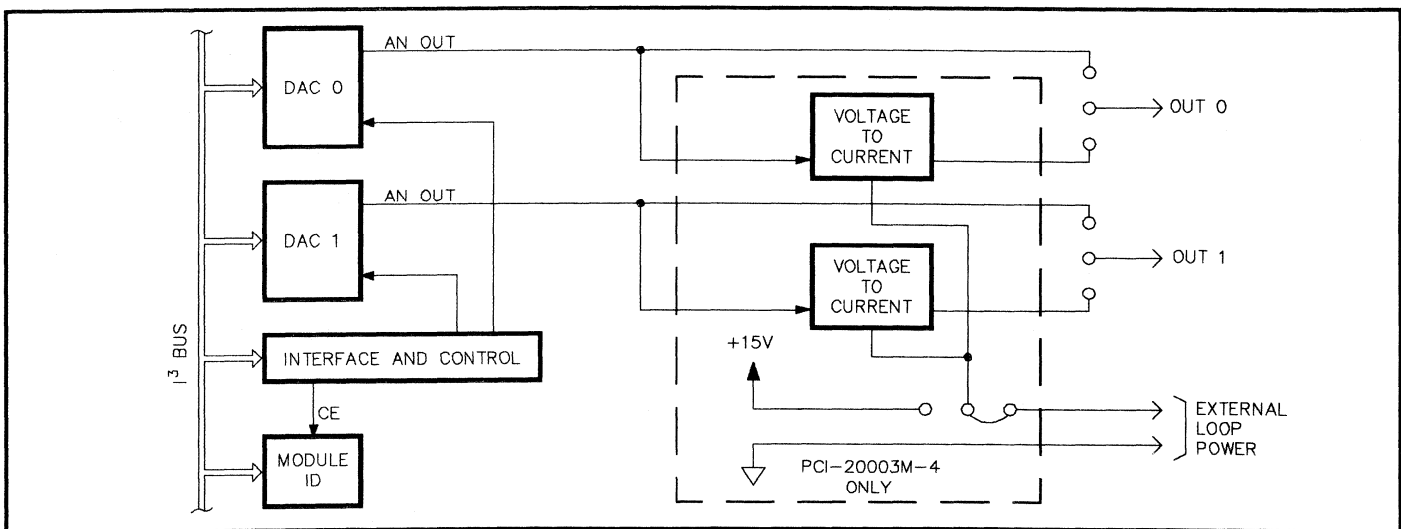 AN OUT
DAC 0
VOLTAGE
TO
CURRENT
OUT 0
AN OUT
DAC 1
VOLTAGE
TO
CURRENT
OUT 1
I³ BUS
INTERFACE AND CONTROL
+15V
CE
MODULE
ID
EXTERNAL
LOOP
POWER
PCI-20003M-4
ONLY